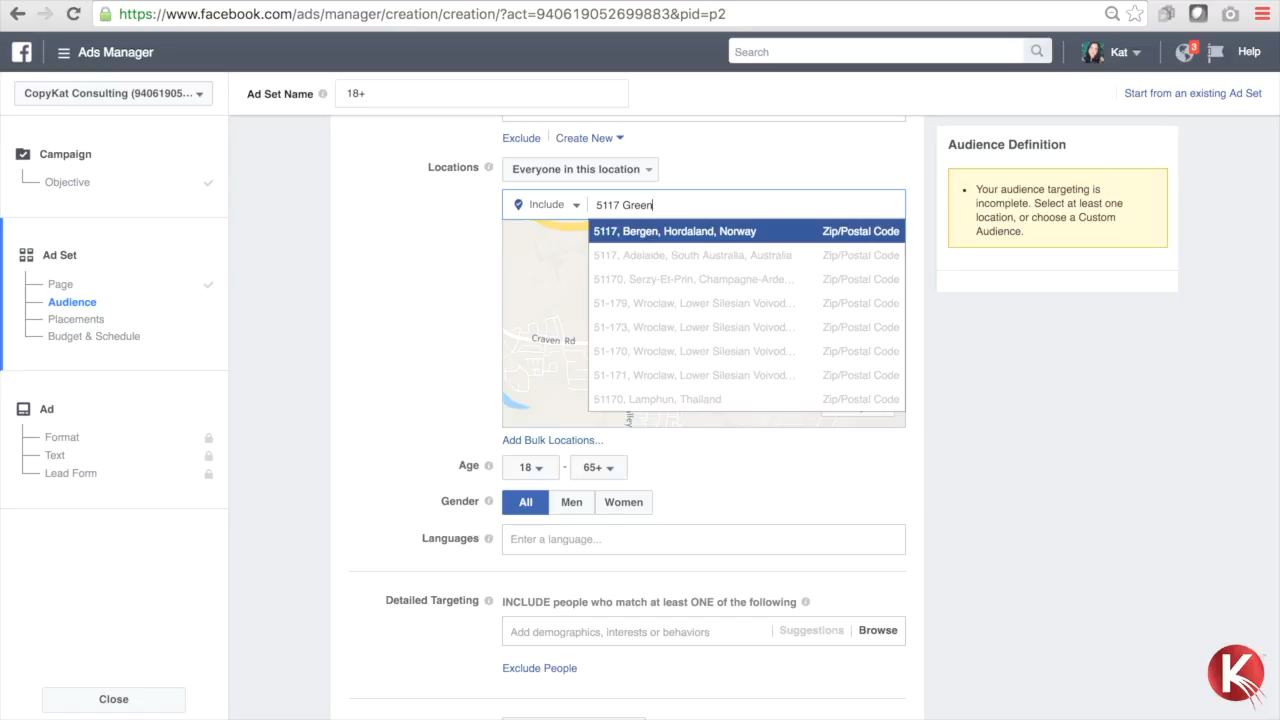 https://www.facebook.com/ads/manager/creation/creation/?act=940619052699883&pid=p2
Ads Manager
Search
Kat
3
Help
CopyKat Consulting (94061905...
Ad Set Name
18+
Start from an existing Ad Set
Campaign
Objective
Ad Set
Page
Audience
Placements
Budget & Schedule
Ad
Format
Text
Lead Form
Close
Exclude
Create New
Locations
Everyone in this location
Include
5117 Green
5117, Bergen, Hordaland, Norway Zip/Postal Code
5117, Adelaide, South Australia, Australia Zip/Postal Code
51170, Serzy-Et-Prin, Champagne-Arde... Zip/Postal Code
51-179, Wroclaw, Lower Silesian Voivod... Zip/Postal Code
51-173, Wroclaw, Lower Silesian Voivod... Zip/Postal Code
51-170, Wroclaw, Lower Silesian Voivod... Zip/Postal Code
51-171, Wroclaw, Lower Silesian Voivod... Zip/Postal Code
51170, Lamphun, Thailand Zip/Postal Code
Craven Rd
Add Bulk Locations...
Age
18 - 65+
Gender
All Men Women
Languages
Enter a language...
Detailed Targeting
INCLUDE people who match at least ONE of the following
Add demographics, interests or behaviors
Suggestions
Browse
Exclude People
Audience Definition
Your audience targeting is
incomplete. Select at least one
location, or choose a Custom
Audience.
K